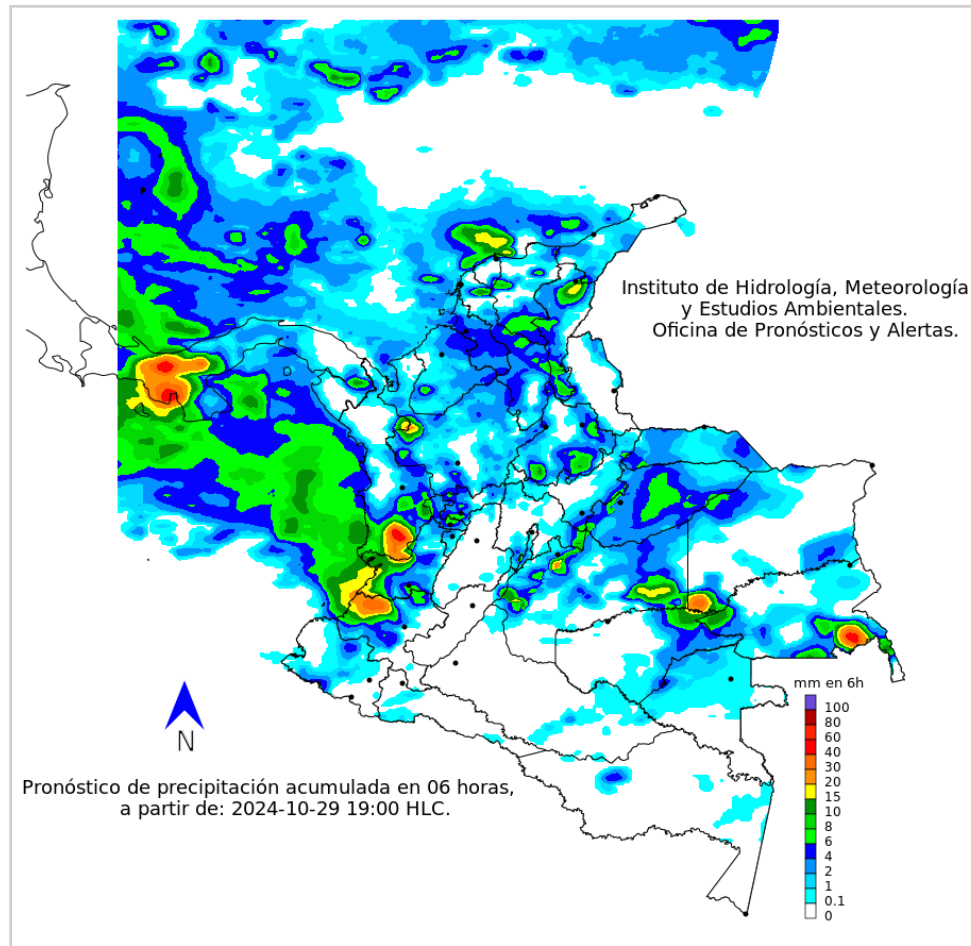 Instituto de Hidrología, Meteorología
y Estudios Ambientales.
Oficina de Pronósticos y Alertas.
mm en 6h
100
80
60
40
30
20
15
10
8
6
4
2
1
0.1
0
N
Pronóstico de precipitación acumulada en 06 horas,
a partir de: 2024-10-29 19:00 HLC.